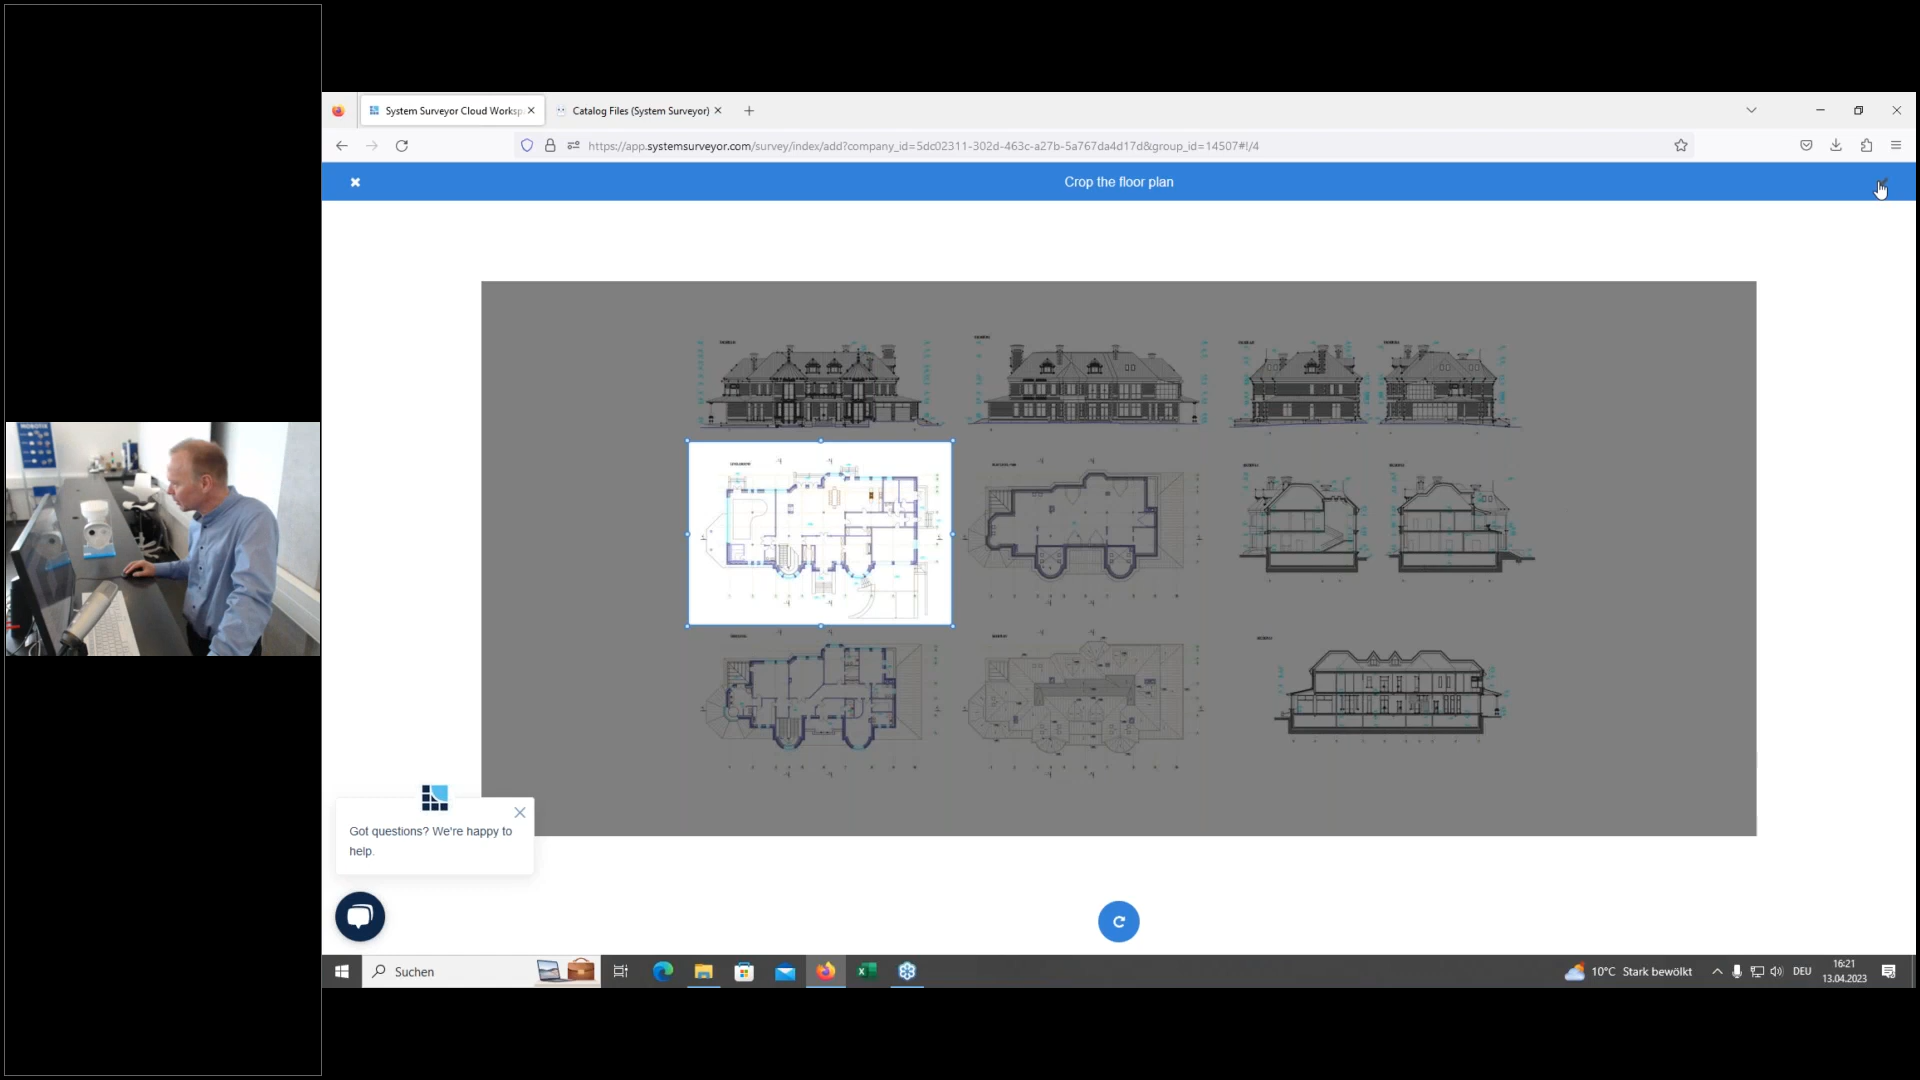 System Surveyor Cloud Worksp
Catalog Files (System Surveyor)
https://app.systemsurveyor.com/survey/index/add?company_id=5dc02311-302d-463c-a27b-5a767da4d17d&group_id=14507#!/4
Crop the floor plan
MOBOTIX
Got questions? We're happy to
help.
Suchen
10°C Stark bewölkt
DEU
16:21
13.04.2023